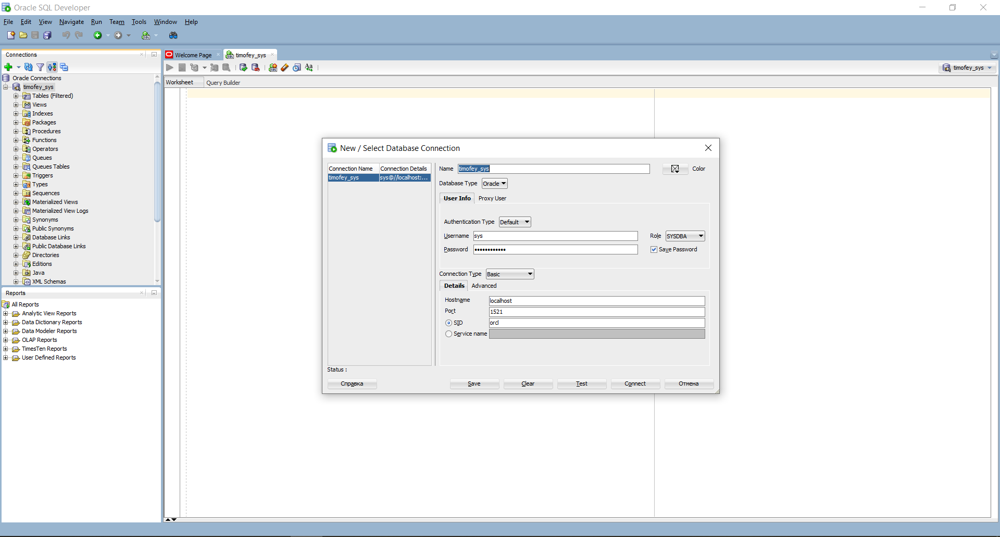 Oracle SQL Developer
File Edit View Navigate Run Team Tools Window Help
Connections
Oracle Connections
timofey_sys
Tables (Filtered)
Views
Indexes
Packages
Procedures
Functions
Operators
Queues
Queues Tables
Triggers
Types
Sequences
Materialized Views
Materialized View Logs
Synonyms
Public Synonyms
Database Links
Public Database Links
Directories
Editions
Java
XML Schemas
Reports
All Reports
Analytic View Reports
Data Dictionary Reports
Data Modeler Reports
OLAP Reports
TimesTen Reports
User Defined Reports
Welcome Page
timofey_sys
timofey_sys
Worksheet
Query Builder
New / Select Database Connection
Connection Name Connection Details
timofey_sys sys@//localhost:...
Name timofey_sys Color
Database Type Oracle
User Info Proxy User
Authentication Type Default
Username sys Role SYSDBA
Password •••••••••••• Save Password
Connection Type Basic
Details Advanced
Hostname localhost
Port 1521
SID orcl
Service name
Status :
Справка Save Clear Test Connect Отмена